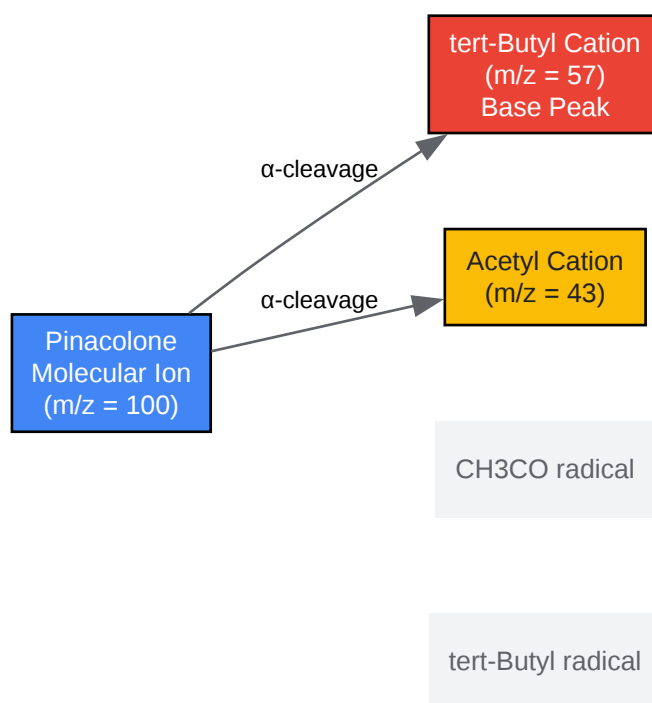 tert-Butyl Cation
(m/z = 57)
Base Peak
α-cleavage
Acetyl Cation
(m/z = 43)
α-cleavage
Pinacolone
Molecular Ion
(m/z = 100)
CH3CO radical
tert-Butyl radical